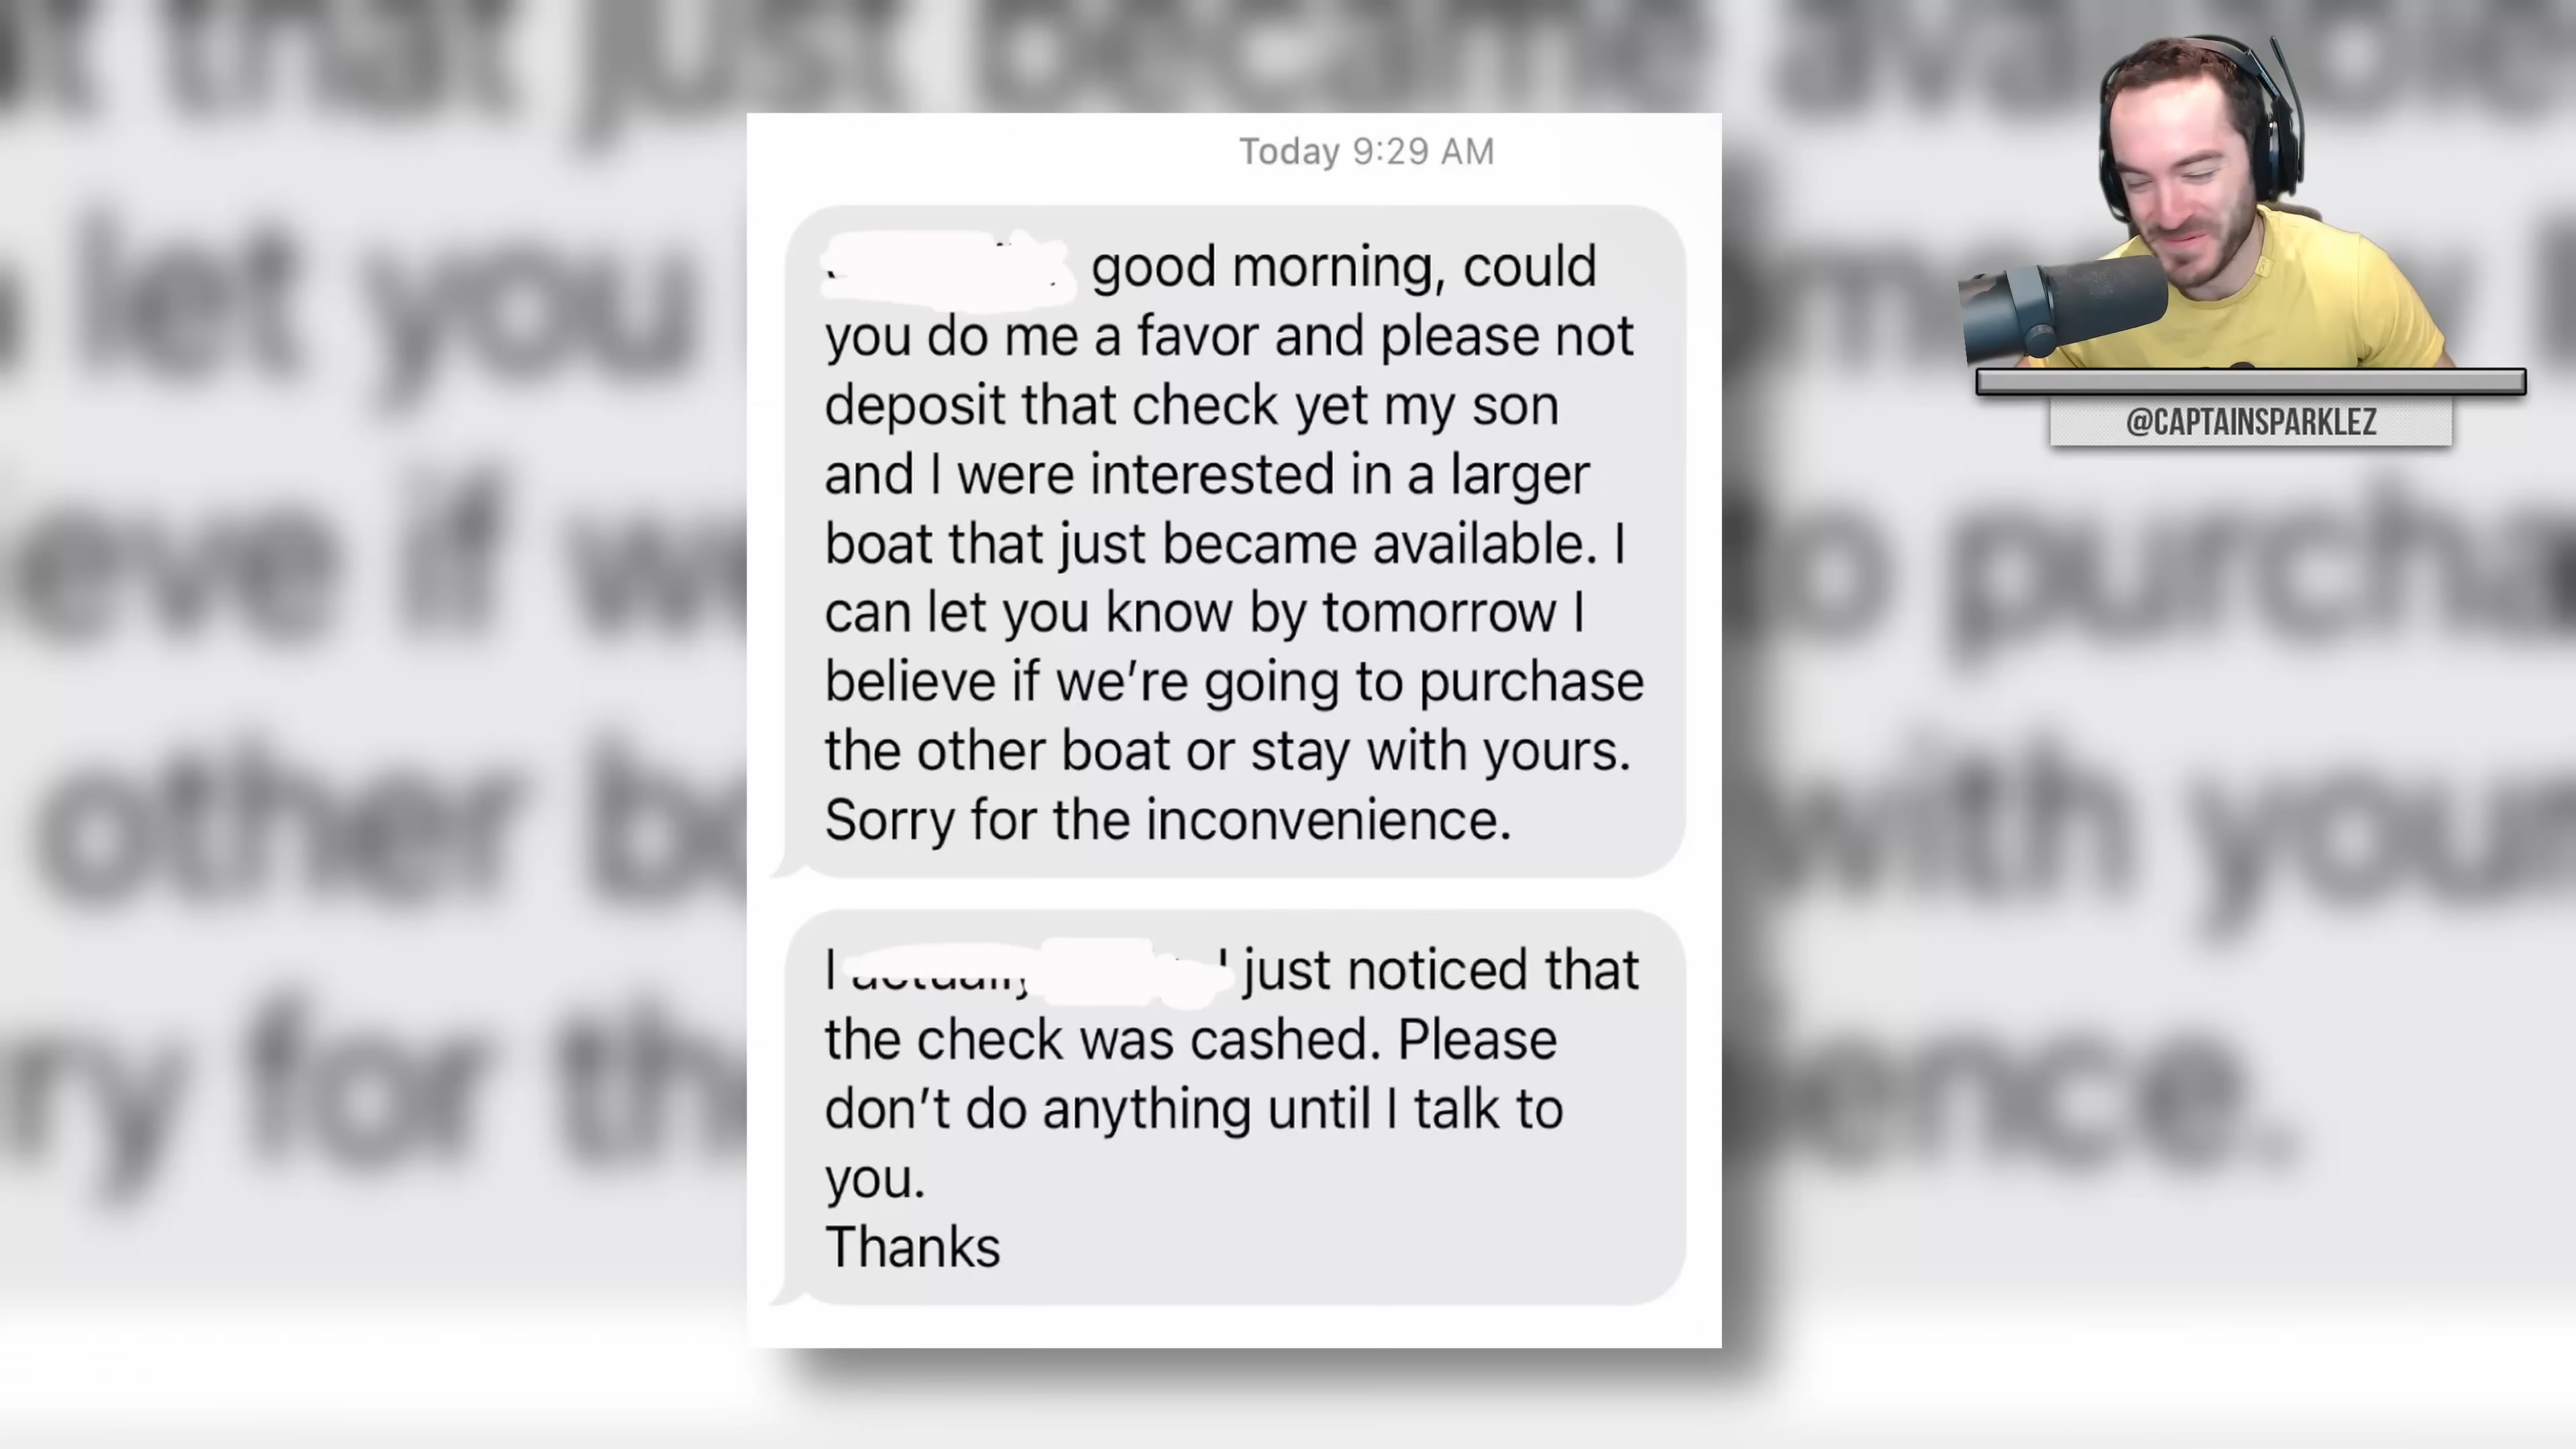 Today 9:29 AM
good morning, could
you do me a favor and please not
deposit that check yet my son
and I were interested in a larger
boat that just became available. I
can let you know by tomorrow I
believe if we're going to purchase
the other boat or stay with yours.
Sorry for the inconvenience.
I actually I just noticed that
the check was cashed. Please
don't do anything until I talk to
you.
Thanks
@CAPTAINSPARKLEZ